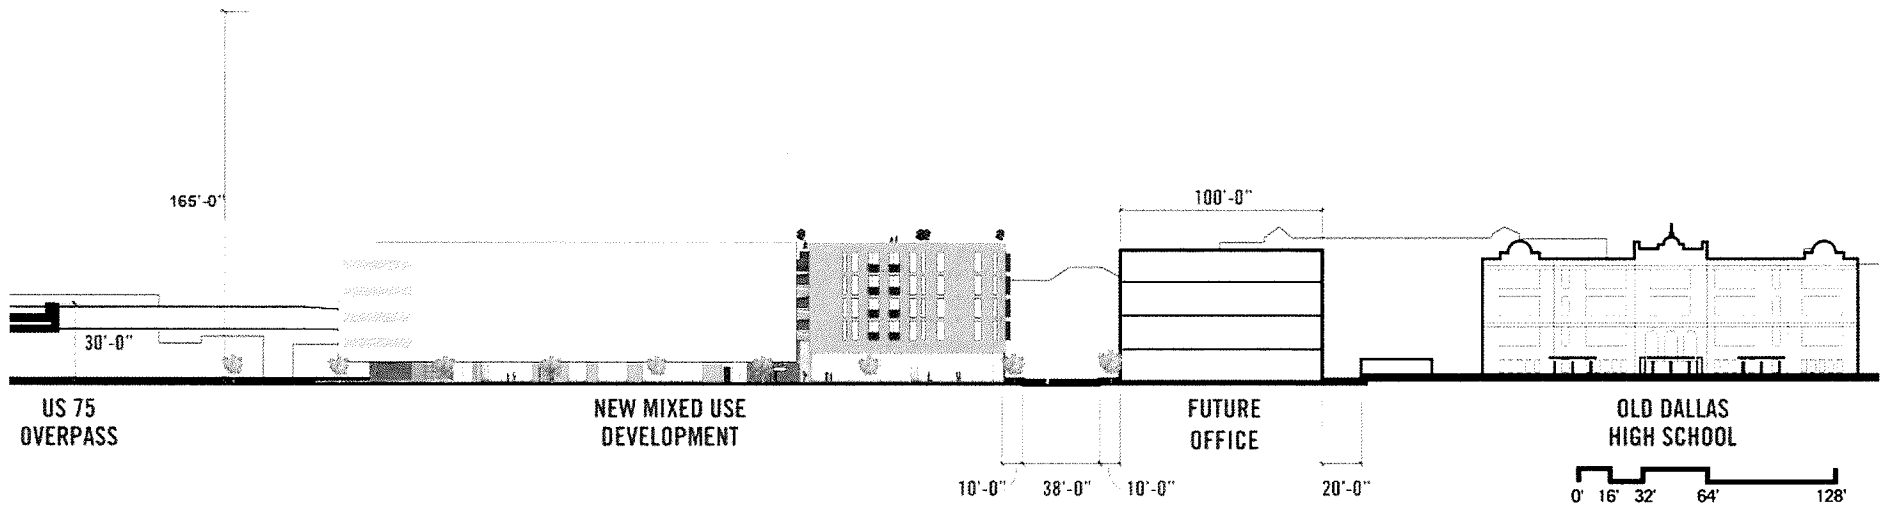 165'-0"
100'-0"
30'-0"
US 75
OVERPASS
NEW MIXED USE
DEVELOPMENT
FUTURE
OFFICE
OLD DALLAS
HIGH SCHOOL
10'-0" 38'-0" 10'-0" 20'-0"
0' 16' 32' 64' 128'